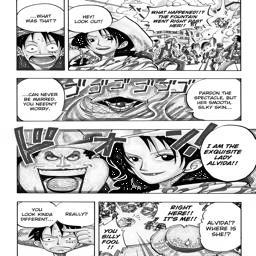 ...WHAT
WAS THAT?
HEY!
LOOK OUT!
WHAT HAPPENED!?
THE FOUNTAIN
WENT RIGHT PAST
HER!!
...CAN NEVER
BE MARRED.
YOU NEEDN'T
WORRY.
PARDON THE
SPECTACLE, BUT
HER SMOOTH,
SILKY SKIN...
I AM THE
EXQUISITE
LADY
ALVIDA!!
YOU
LOOK KINDA
DIFFERENT...
REALLY?
RIGHT
HERE!!
IT'S ME!!
YOU
SILLY
FOOL
!!
ALVIDA!?
WHERE IS
SHE!?